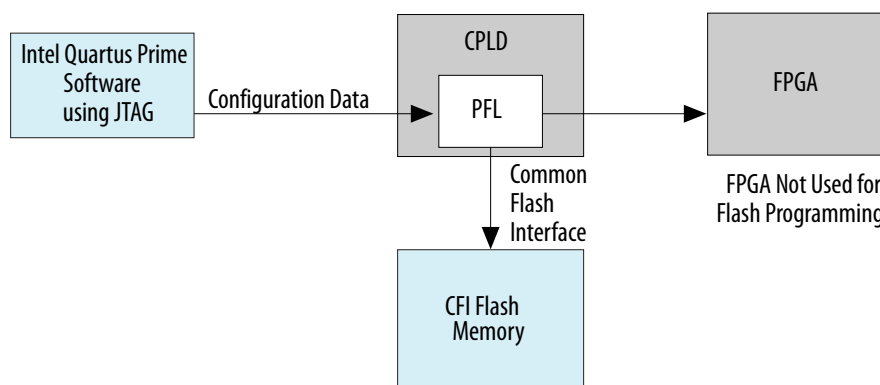 Intel Quartus Prime
Software
using JTAG
Configuration Data
CPLD
PFL
FPGA
FPGA Not Used for
Flash Programming
Common
Flash
Interface
CFI Flash
Memory